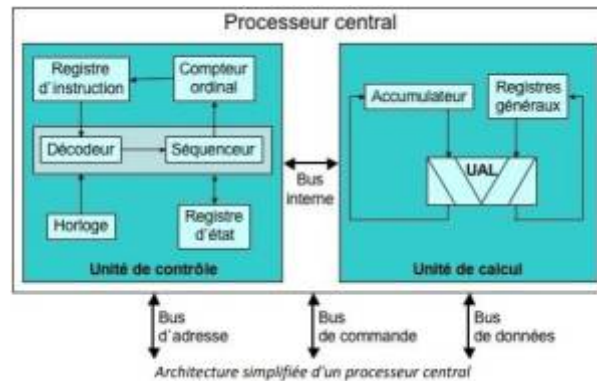 Processeur central
Registre
d'instruction
Compteur
ordinal
Décodeur
Séquenceur
Horloge
Registre
d'état
Unité de contrôle
Bus
interne
Accumulateur
Registres
généraux
UAL
Unité de calcul
Bus
d'adresse
Bus
de commande
Bus
de données
Architecture simplifiée d'un processeur central